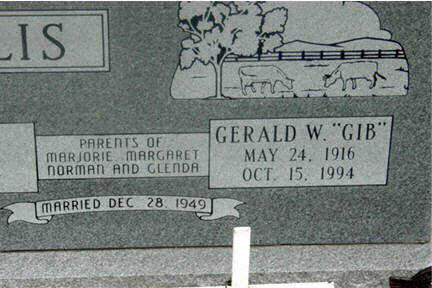 LIS
PARENTS OF
MARJORIE MARGARET
NORMAN AND GLENDA
GERALD W. "GIB"
MAY 24, 1916
OCT. 15, 1994
MARRIED DEC 28, 1949